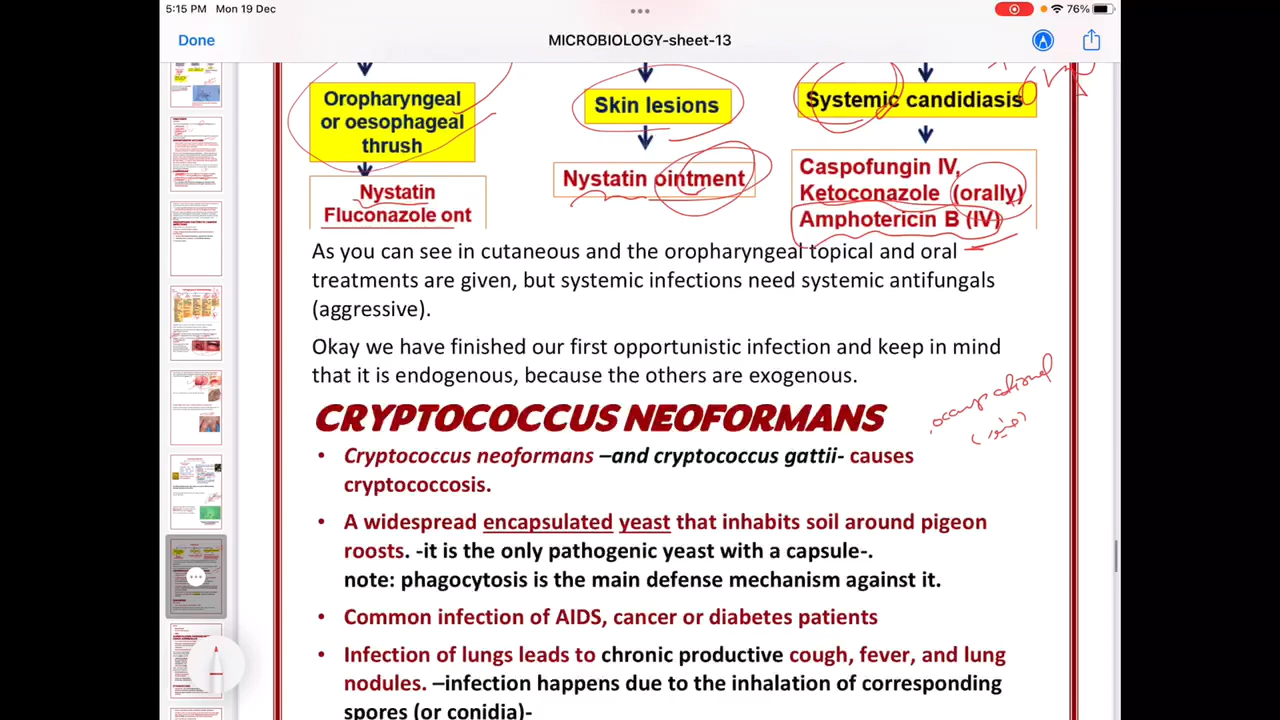 5:15 PM Mon 19 Dec
76%
Done
MICROBIOLOGY-sheet-13
Oropharyngeal
or oesophageal
thrush
Nystatin
Fluconazole ont
Skin lesions
Nystatin ointment
Systemic candidiasis
Caspofungin IV,
Ketoconazole (orally)
Amphotericin B (IV)
As you can see in cutaneous and the oropharyngeal topical and oral
treatments are given, but systemic infections need systemic antifungals
(aggressive).
Okay we have finished our first opportunistic infection and keep in mind
that it is endogenous, because the others are exogenous.
occupational
CRYPTOCOCCUS NEOFORMANS
• Cryptococcus neoformans –and cryptococcus gattii- causes
cryptococcosis.
• A widespread encapsulated yeast that inhabits soil around pigeon
roosts. -it is the only pathogenic yeast with a capsule-.
note: phagocytosis is the main defense mechanism against it.
• Common infection of AIDS, cancer or diabetes patients
• Infection of lungs leads to chronic productive cough, fever, and lung
nodules. –infection happen due to the inhalation of corresponding
spores (or conidia)-